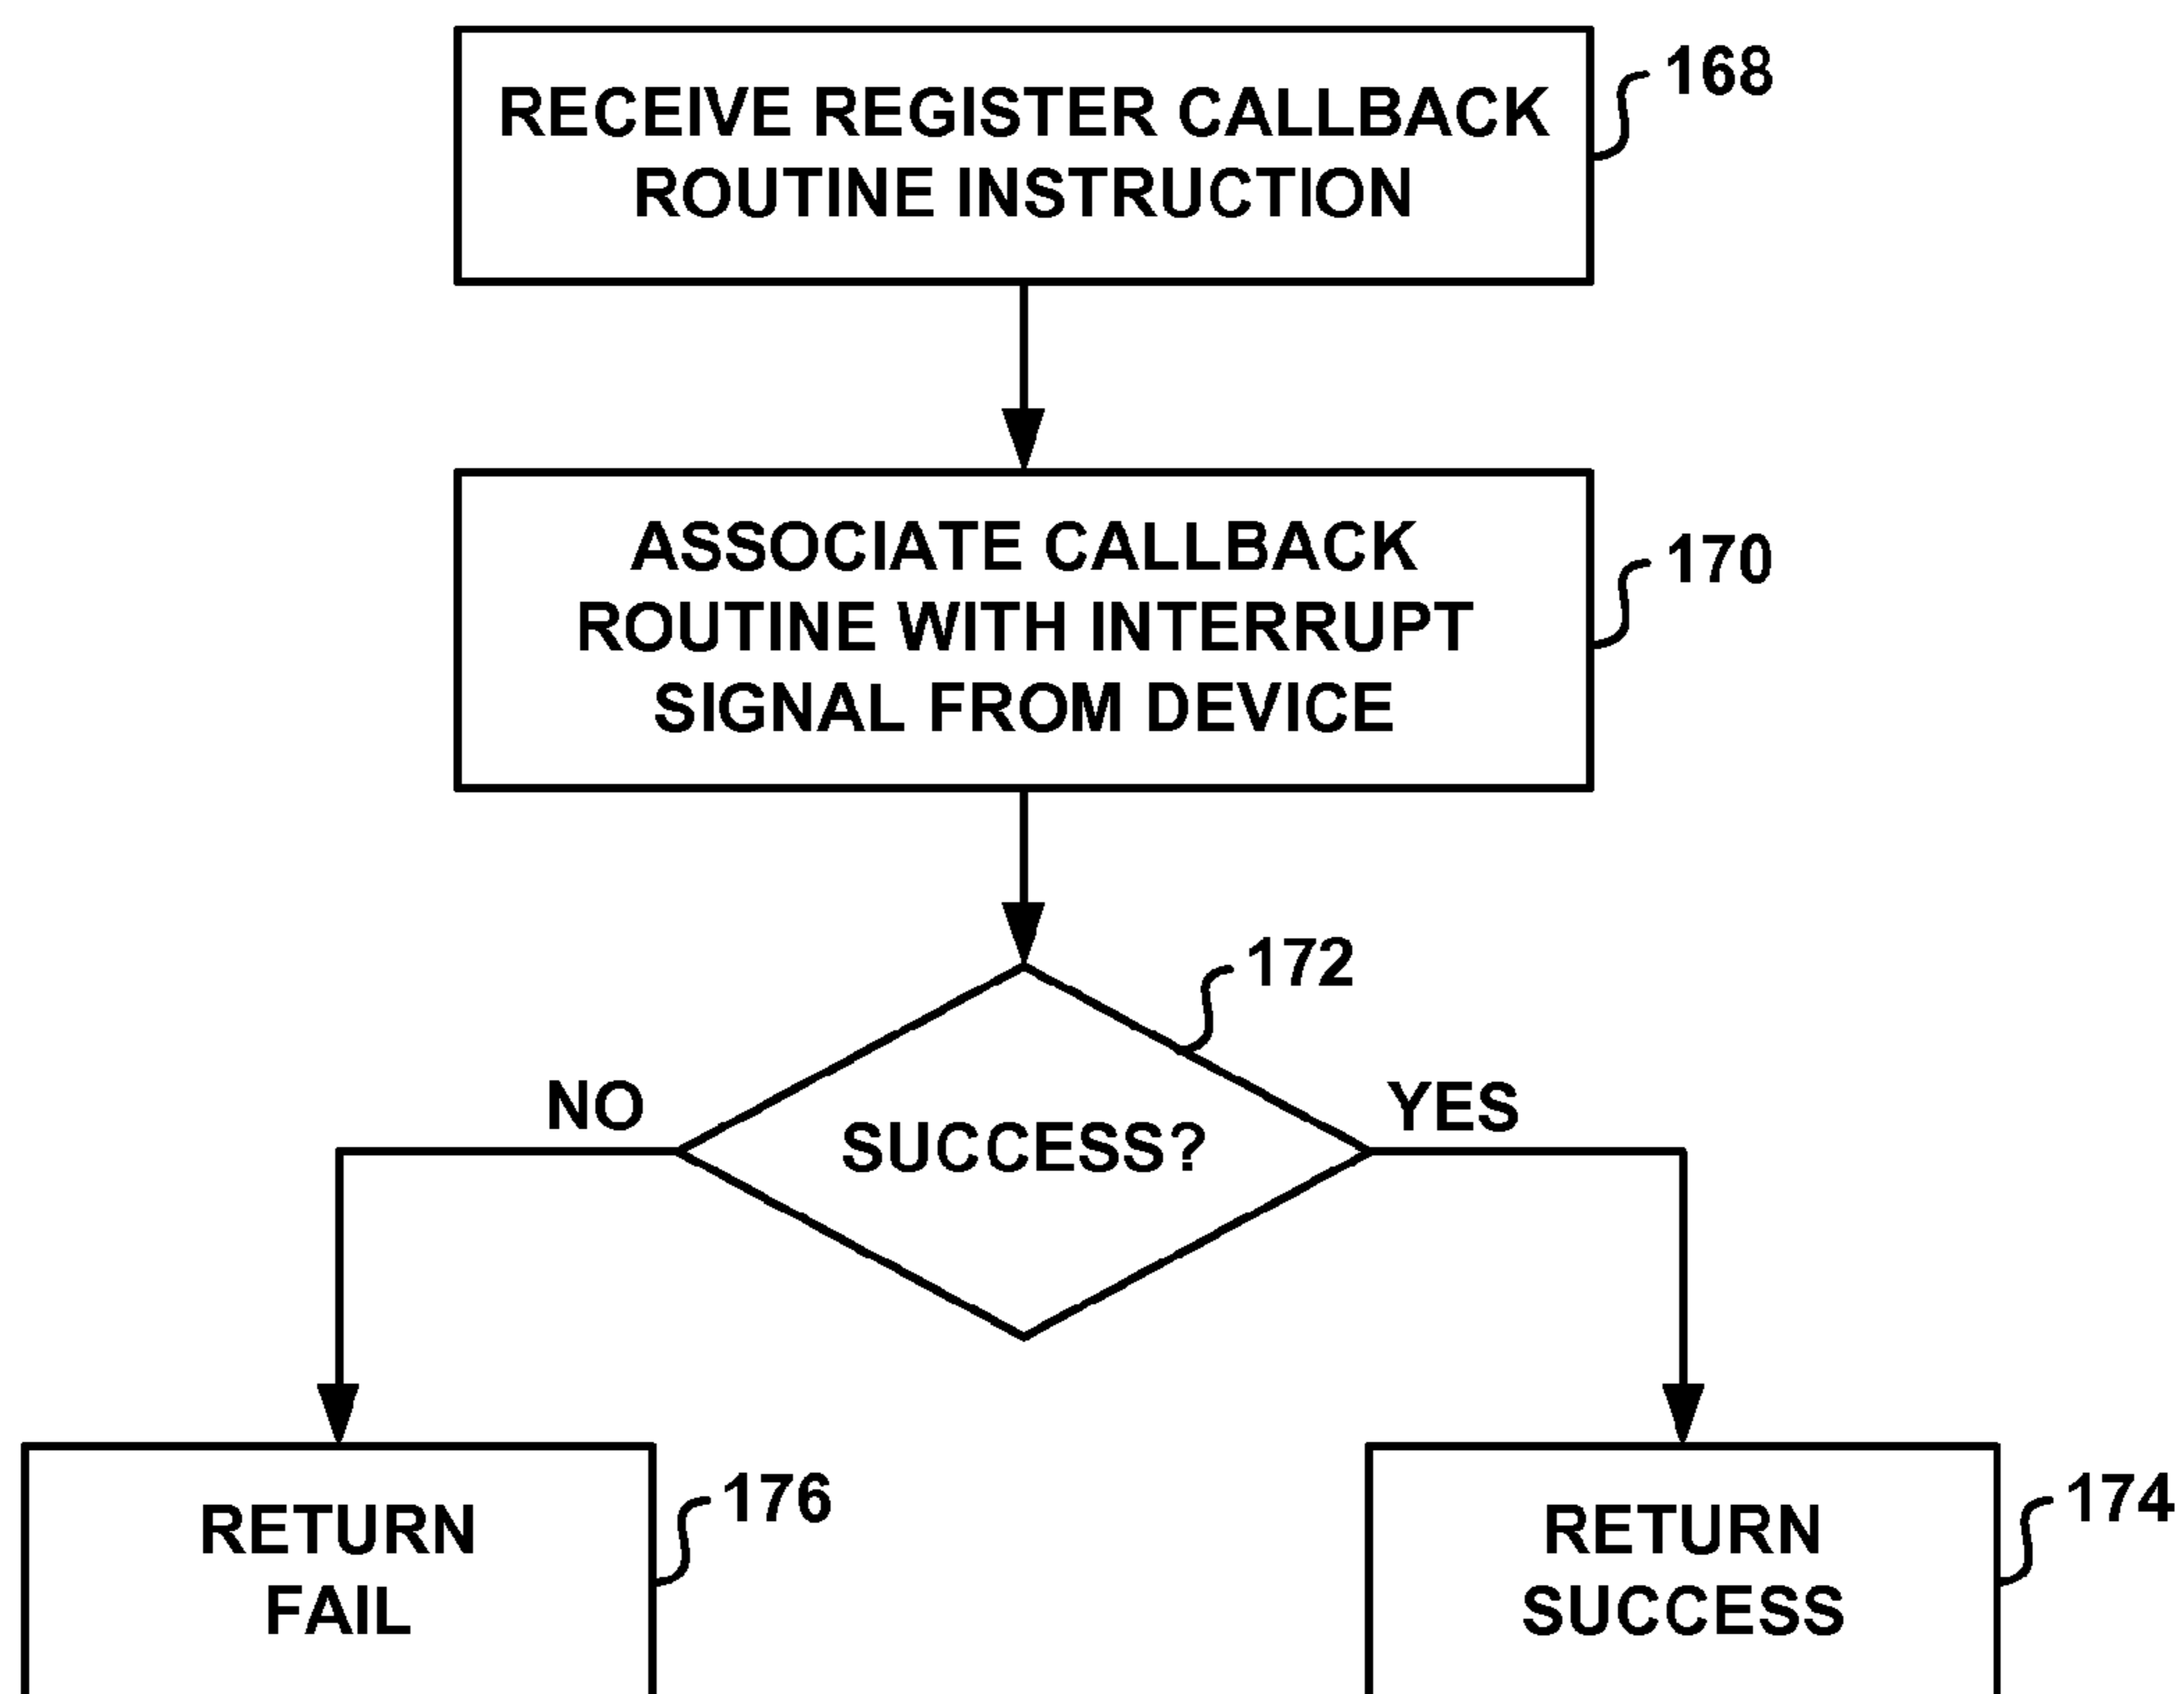 RECEIVE REGISTER CALLBACK
ROUTINE INSTRUCTION
168
ASSOCIATE CALLBACK
ROUTINE WITH INTERRUPT
SIGNAL FROM DEVICE
170
172
SUCCESS?
NO
YES
RETURN
FAIL
176
RETURN
SUCCESS
174